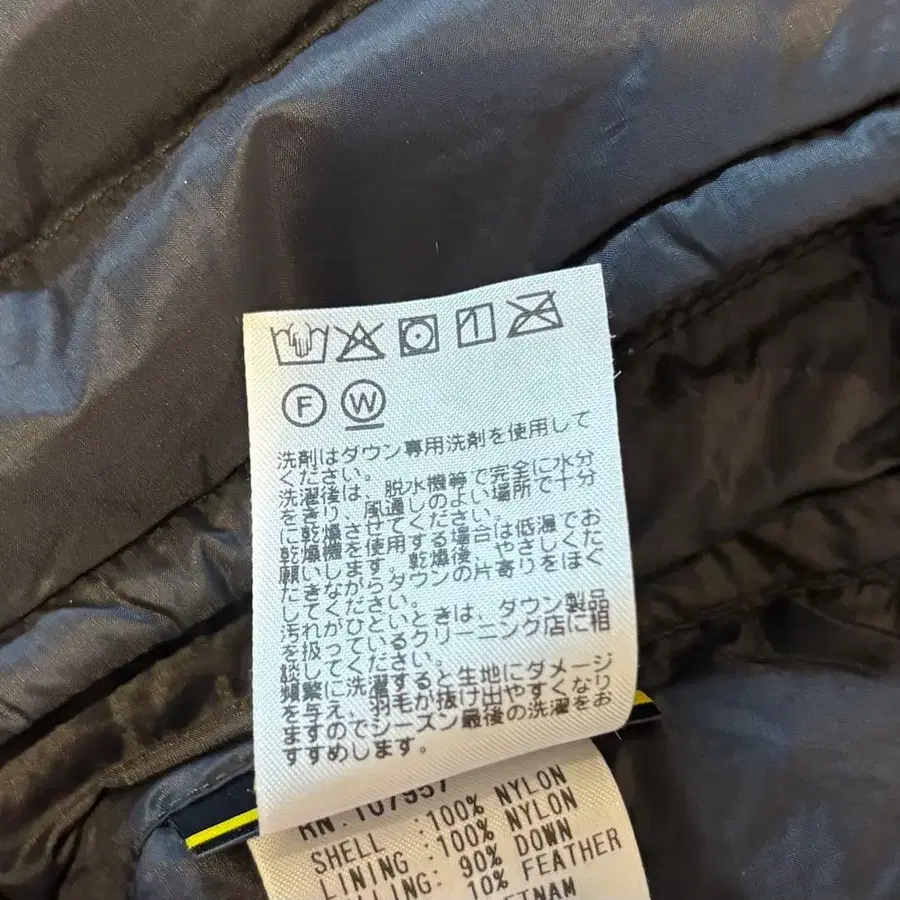 F W
洗剤はダウン専用洗剤を使用して
ください。
洗濯後は、脱水機等で完全に水分
をきり、風通しのよい場所で十分
に乾燥させてください。
乾燥機を使用する場合は低温でお
願いします。乾燥後、やさしくた
たきながらダウンの片寄りをほぐ
してください。
汚れがひどいときは、ダウン製品
を扱っているクリーニング店に相
談してください。
頻繁に洗濯すると生地にダメージ
を与え、羽毛が抜け出やすくなり
ますのでシーズン最後の洗濯をお
すすめします。
RN:107957
SHELL :100% NYLON
LINING :100% NYLON
90% DOWN
10% FEATHER